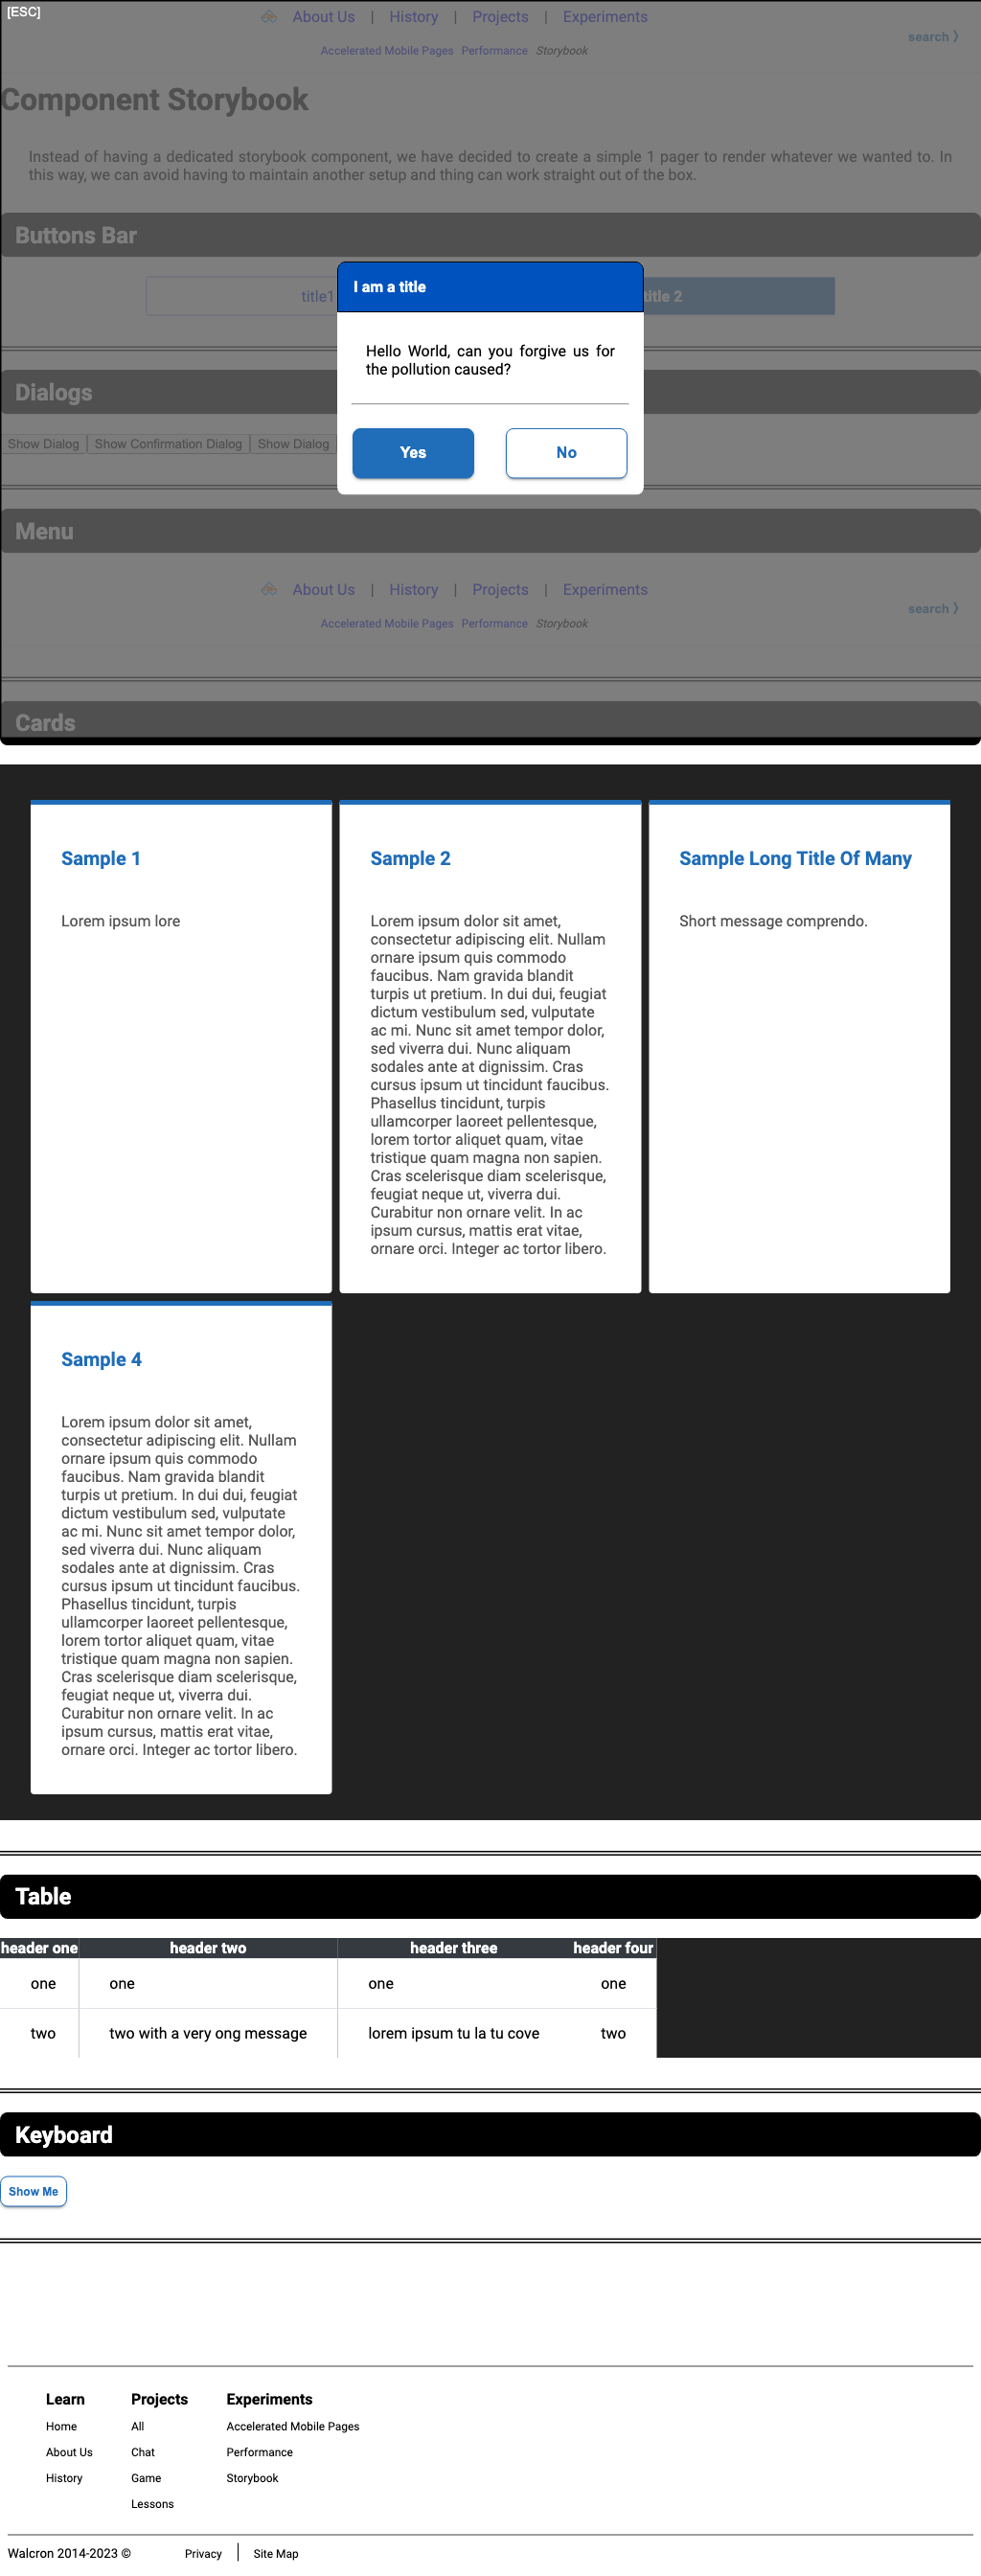 [ESC]
About Us | History | Projects | Experiments
search 》
Accelerated Mobile Pages Performance Storybook
Component Storybook
Instead of having a dedicated storybook component, we have decided to create a simple 1 pager to render whatever we wanted to. In
this way, we can avoid having to maintain another setup and thing can work straight out of the box.
Buttons Bar
title1
title 2
I am a title
Hello World, can you forgive us for
the pollution caused?
Yes
No
Dialogs
Show Dialog
Show Confirmation Dialog
Show Dialog
Menu
About Us | History | Projects | Experiments
search 》
Accelerated Mobile Pages Performance Storybook
Cards
Sample 1
Lorem ipsum lore
Sample 2
Lorem ipsum dolor sit amet,
consectetur adipiscing elit. Nullam
ornare ipsum quis commodo
faucibus. Nam gravida blandit
turpis ut pretium. In dui dui, feugiat
dictum vestibulum sed, vulputate
ac mi. Nunc sit amet tempor dolor,
sed viverra dui. Nunc aliquam
sodales ante at dignissim. Cras
cursus ipsum ut tincidunt faucibus.
Phasellus tincidunt, turpis
ullamcorper laoreet pellentesque,
lorem tortor aliquet quam, vitae
tristique quam magna non sapien.
Cras scelerisque diam scelerisque,
feugiat neque ut, viverra dui.
Curabitur non ornare velit. In ac
ipsum cursus, mattis erat vitae,
ornare orci. Integer ac tortor libero.
Sample Long Title Of Many
Short message comprendo.
Sample 4
Lorem ipsum dolor sit amet,
consectetur adipiscing elit. Nullam
ornare ipsum quis commodo
faucibus. Nam gravida blandit
turpis ut pretium. In dui dui, feugiat
dictum vestibulum sed, vulputate
ac mi. Nunc sit amet tempor dolor,
sed viverra dui. Nunc aliquam
sodales ante at dignissim. Cras
cursus ipsum ut tincidunt faucibus.
Phasellus tincidunt, turpis
ullamcorper laoreet pellentesque,
lorem tortor aliquet quam, vitae
tristique quam magna non sapien.
Cras scelerisque diam scelerisque,
feugiat neque ut, viverra dui.
Curabitur non ornare velit. In ac
ipsum cursus, mattis erat vitae,
ornare orci. Integer ac tortor libero.
Table
header one header two header three header four
one one one one
two two with a very ong message lorem ipsum tu la tu cove two
Keyboard
Show Me
Learn
Home
About Us
History
Projects
All
Chat
Game
Lessons
Experiments
Accelerated Mobile Pages
Performance
Storybook
Walcron 2014-2023 © Privacy | Site Map